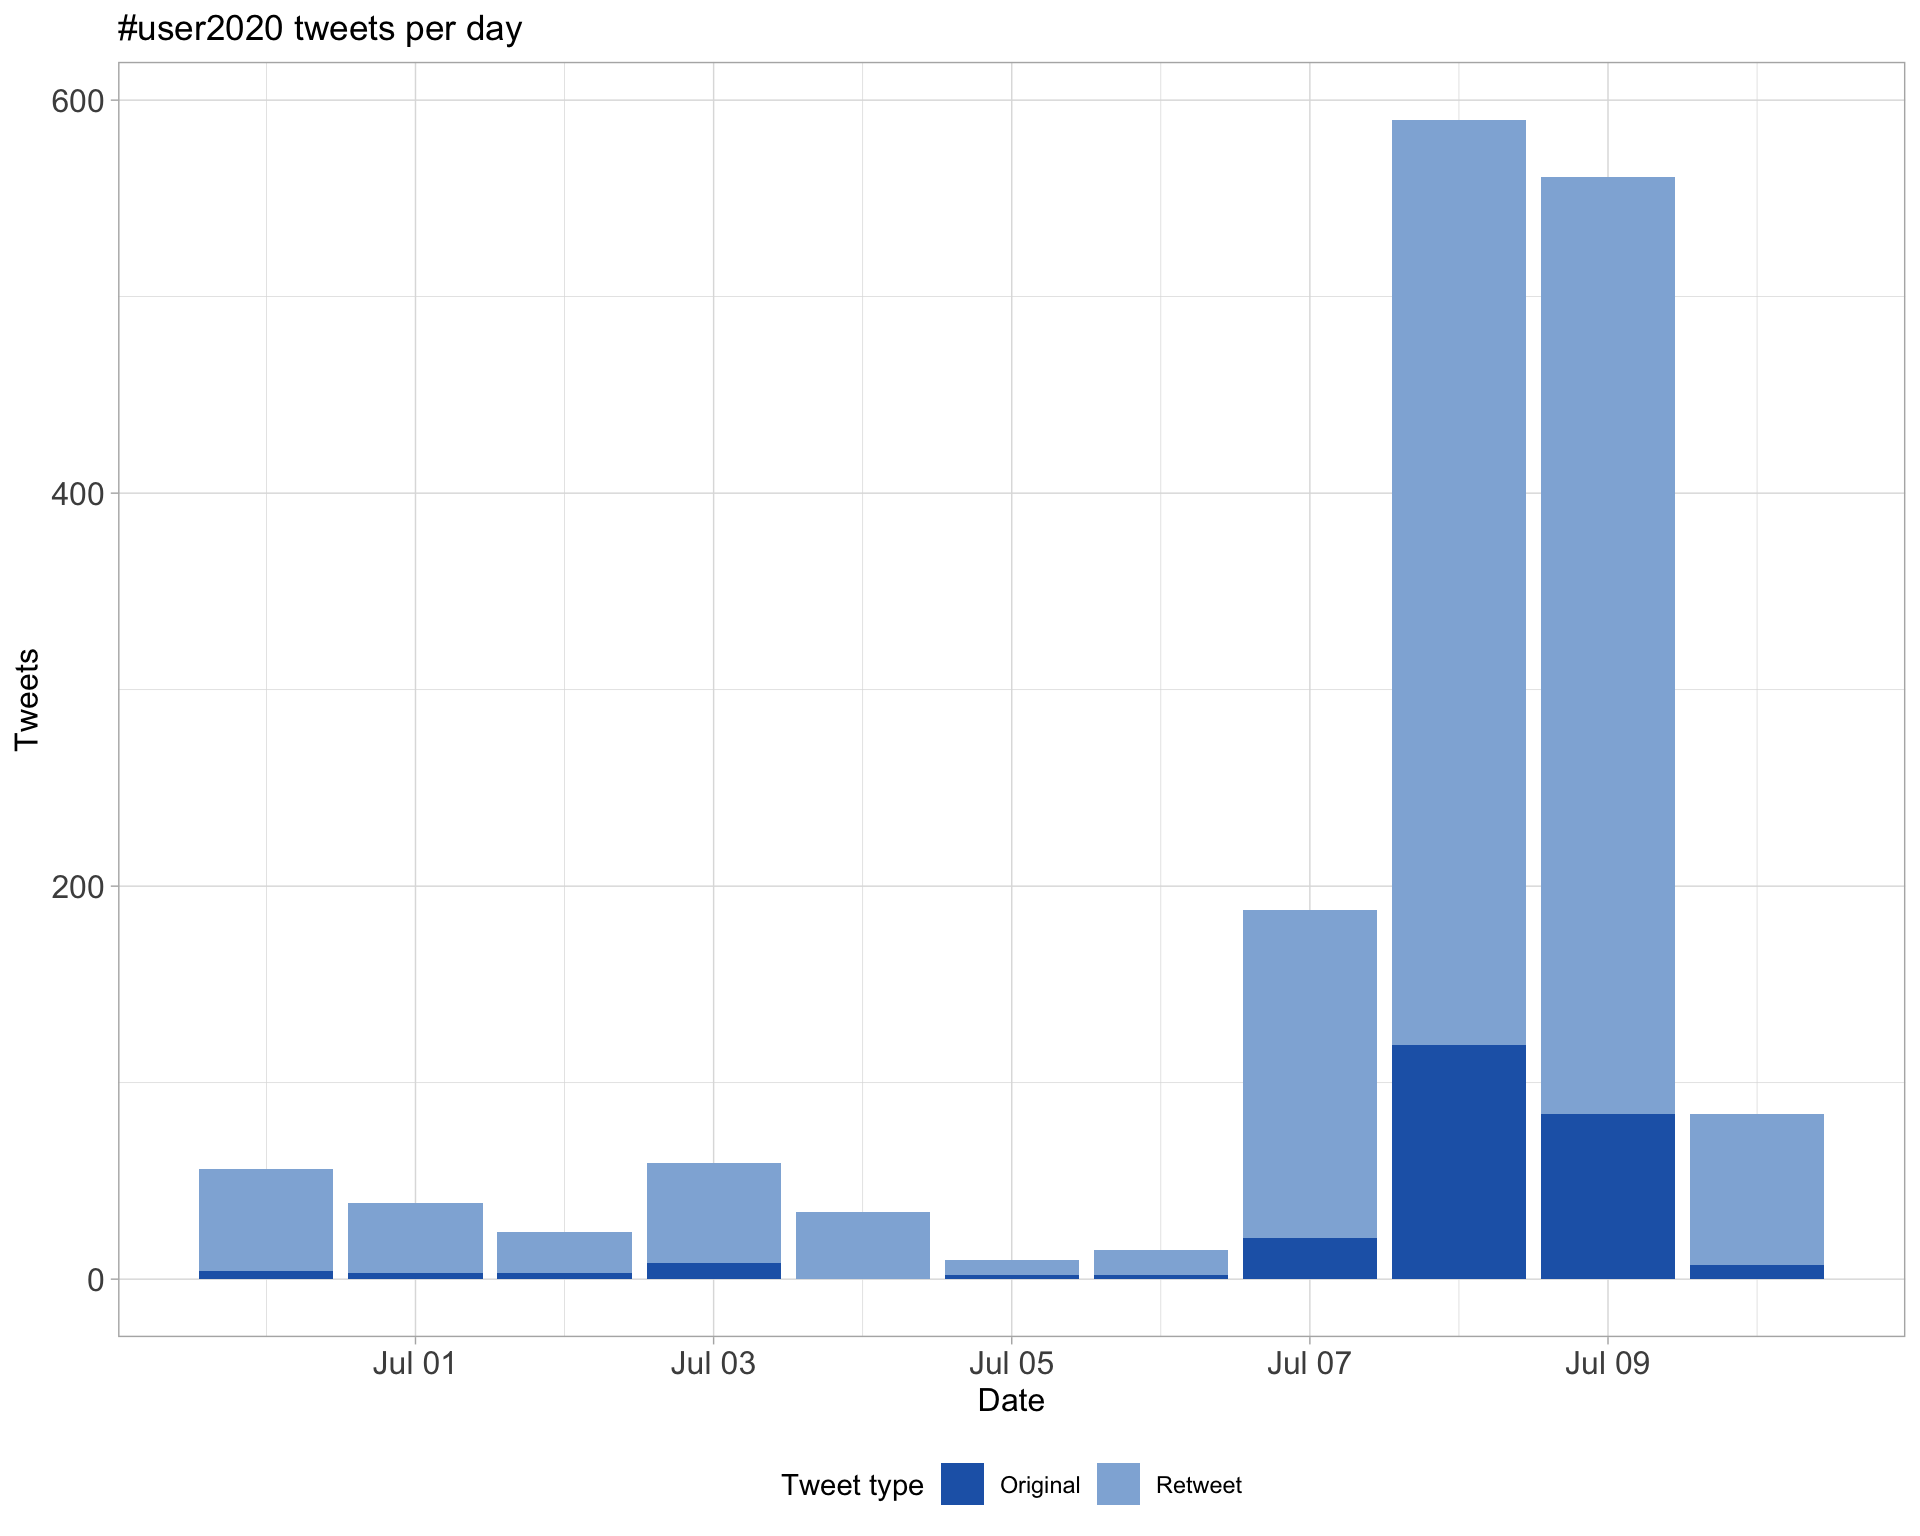 #user2020 tweets per day
600
400
200
0
Tweets
Jul 01 Jul 03 Jul 05 Jul 07 Jul 09
Date
Tweet type Original Retweet